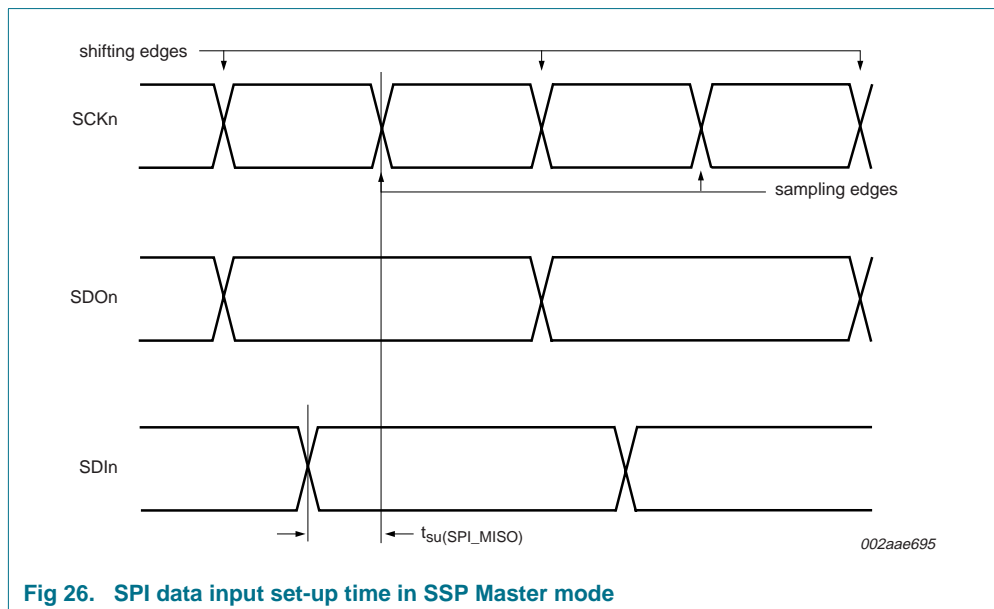 shifting edges
SCKn
sampling edges
SDOn
SDIn
tsu(SPI_MISO)
002aae695
Fig 26. SPI data input set-up time in SSP Master mode